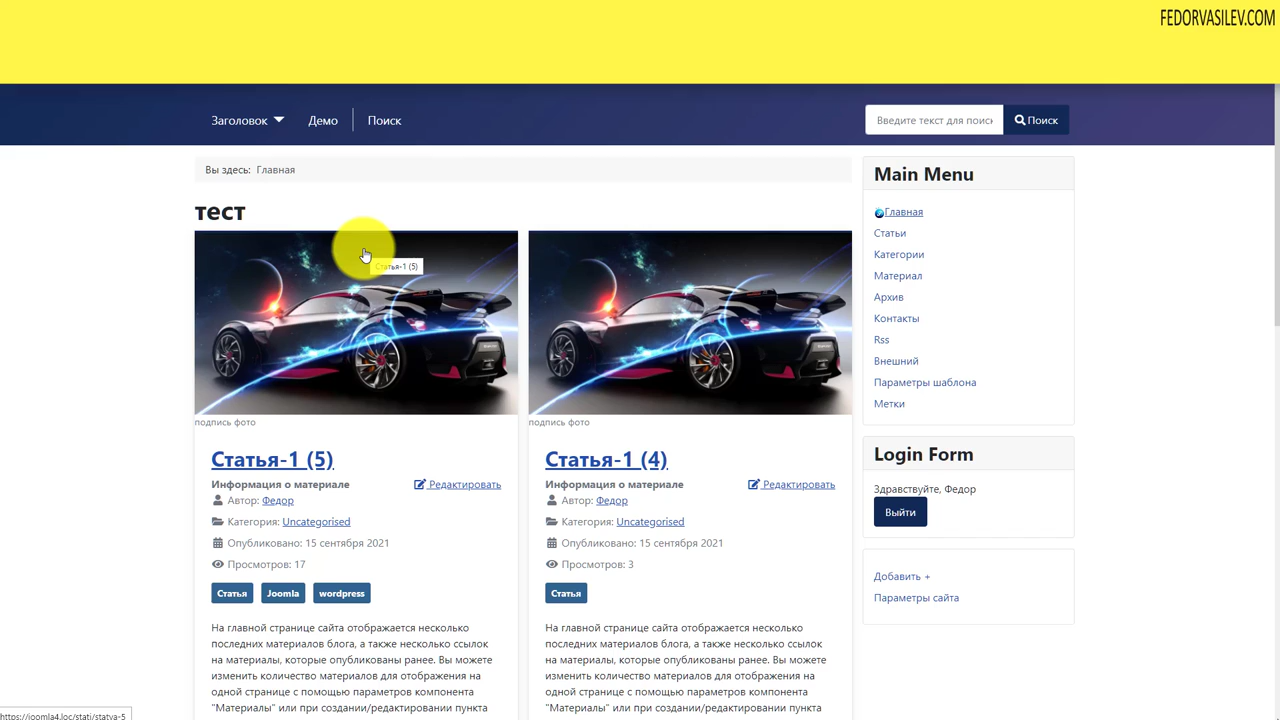 FEDORVASILEV.COM
Заголовок
Демо
Поиск
Введите текст для поиск
Поиск
Вы здесь: Главная
тест
Статья-1 (5)
подпись фото
Статья-1 (5)
Информация о материале
Редактировать
Автор: Федор
Категория: Uncategorised
Опубликовано: 15 сентября 2021
Просмотров: 17
Статья
Joomla
wordpress
На главной странице сайта отображается несколько
последних материалов блога, а также несколько ссылок
на материалы, которые опубликованы ранее. Вы можете
изменить количество материалов для отображения на
одной странице с помощью параметров компонента
"Материалы" или при создании/редактировании пункта
подпись фото
Статья-1 (4)
Информация о материале
Редактировать
Автор: Федор
Категория: Uncategorised
Опубликовано: 15 сентября 2021
Просмотров: 3
Статья
На главной странице сайта отображается несколько
последних материалов блога, а также несколько ссылок
на материалы, которые опубликованы ранее. Вы можете
изменить количество материалов для отображения на
одной странице с помощью параметров компонента
"Материалы" или при создании/редактировании пункта
Main Menu
Главная
Статьи
Категории
Материал
Архив
Контакты
Rss
Внешний
Параметры шаблона
Метки
Login Form
Здравствуйте, Федор
Выйти
Добавить +
Параметры сайта
https://joomla4.loc/stati/statya-5